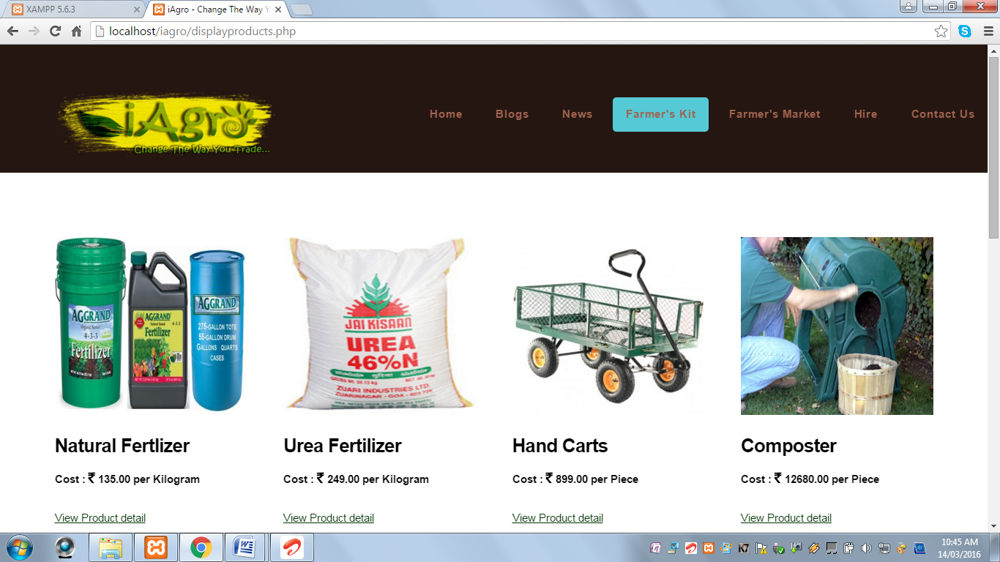 XAMPP 5.6.3
iAgro - Change The Way Y
localhost/iagro/displayproducts.php
iAgro
Change The Way You Trade...
Home Blogs News Farmer's Kit Farmer's Market Hire Contact Us
AGGRAND
4-3-3
Fertilizer
AGGRAND
4-3-3
Fertilizer
AGGRAND
275-GALLON TOTE
55-GALLON DRUM
GALLONS QUARTS
CASES
JAI KISAAN
UREA
46%N
ZUARI INDUSTRIES LTD.
ZUARINAGAR - GOA - 403 726
Natural Fertlizer
Cost : ₹ 135.00 per Kilogram
View Product detail
Urea Fertilizer
Cost : ₹ 249.00 per Kilogram
View Product detail
Hand Carts
Cost : ₹ 899.00 per Piece
View Product detail
Composter
Cost : ₹ 12680.00 per Piece
View Product detail
10:45 AM
14/03/2016